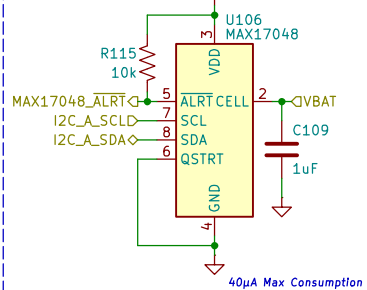 U106
MAX17048
R115
10k
3
VDD
MAX17048_ALRT
5
ALRT
CELL
2
VBAT
I2C_A_SCL
7
SCL
I2C_A_SDA
8
SDA
6
QSTRT
C109
1uF
GND
4
40µA Max Consumption